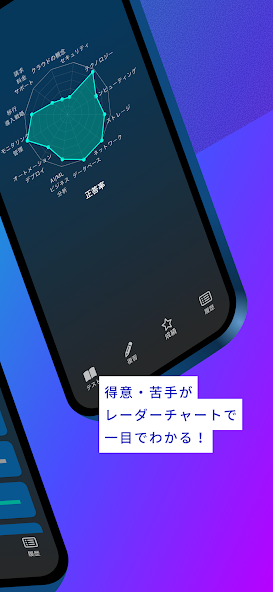 クラウドの概念
セキュリティ
テクノロジー
コンピューティング
ストレージ
ネットワーク
データベース
AI/ML
ビジネス
分析
オートメーション
デプロイ
モニタリング
管理
移行
導入戦略
請求
料金
サポート
正答率
テスト
復習
成績
履歴
得意・苦手が
レーダーチャートで
一目でわかる！
履歴